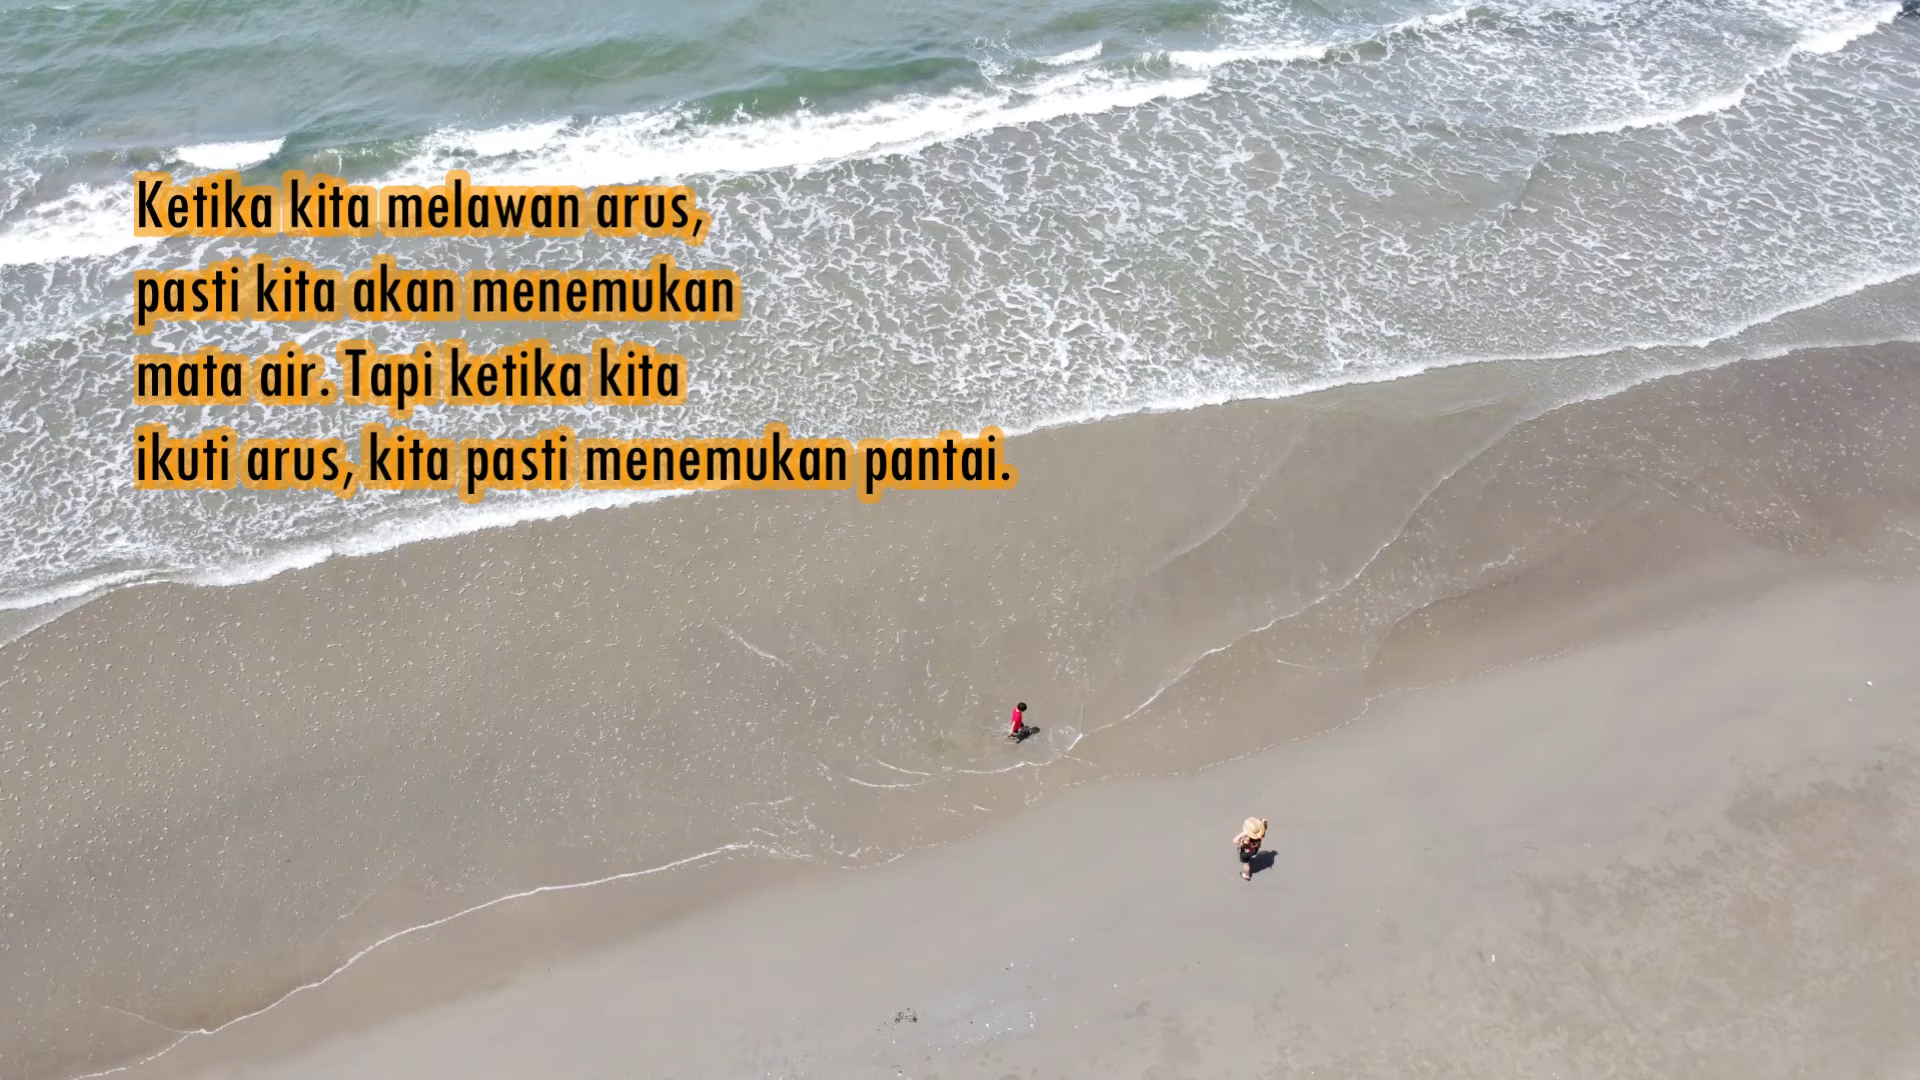 Ketika kita melawan arus,
pasti kita akan menemukan
mata air. Tapi ketika kita
ikuti arus, kita pasti menemukan pantai.